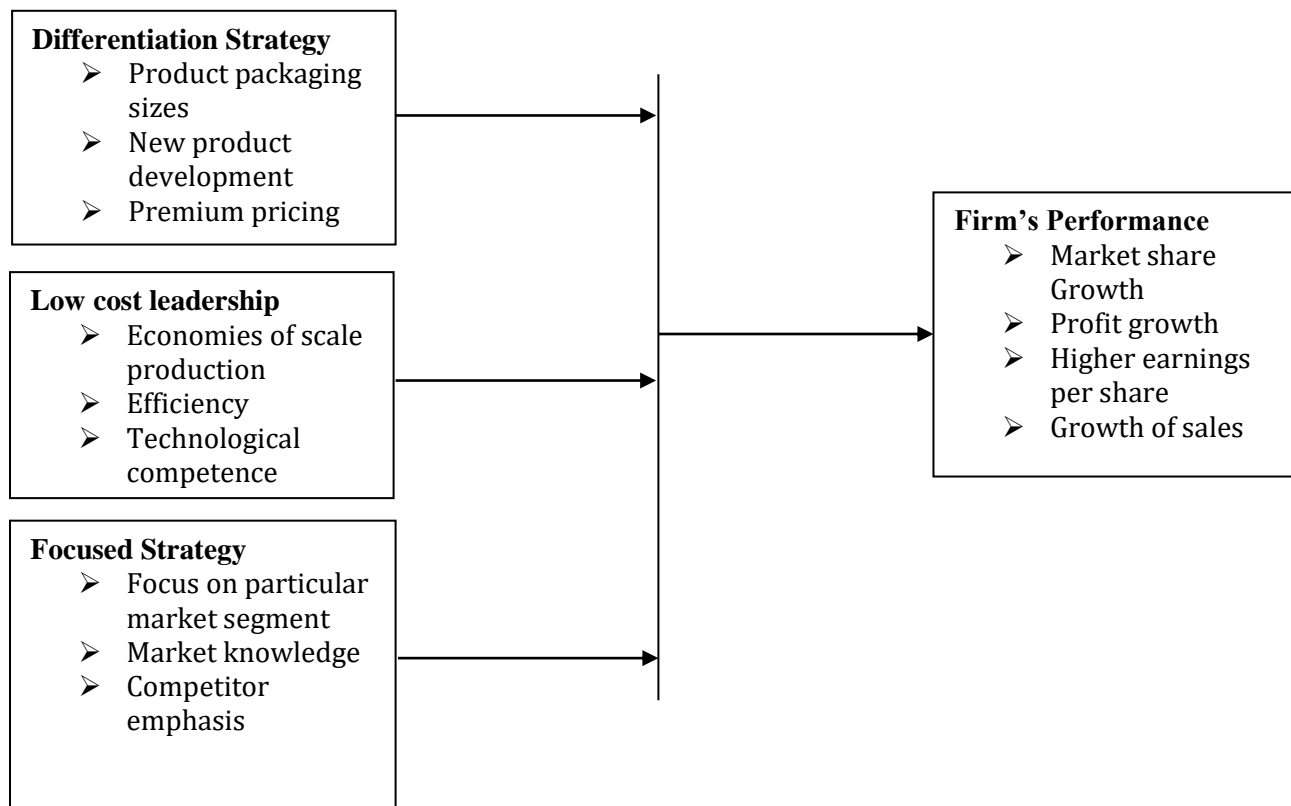 Differentiation Strategy
➢ Product packaging
sizes
➢ New product
development
➢ Premium pricing
Low cost leadership
➢ Economies of scale
production
➢ Efficiency
➢ Technological
competence
Focused Strategy
➢ Focus on particular
market segment
➢ Market knowledge
➢ Competitor
emphasis
Firm’s Performance
➢ Market share
Growth
➢ Profit growth
➢ Higher earnings
per share
➢ Growth of sales